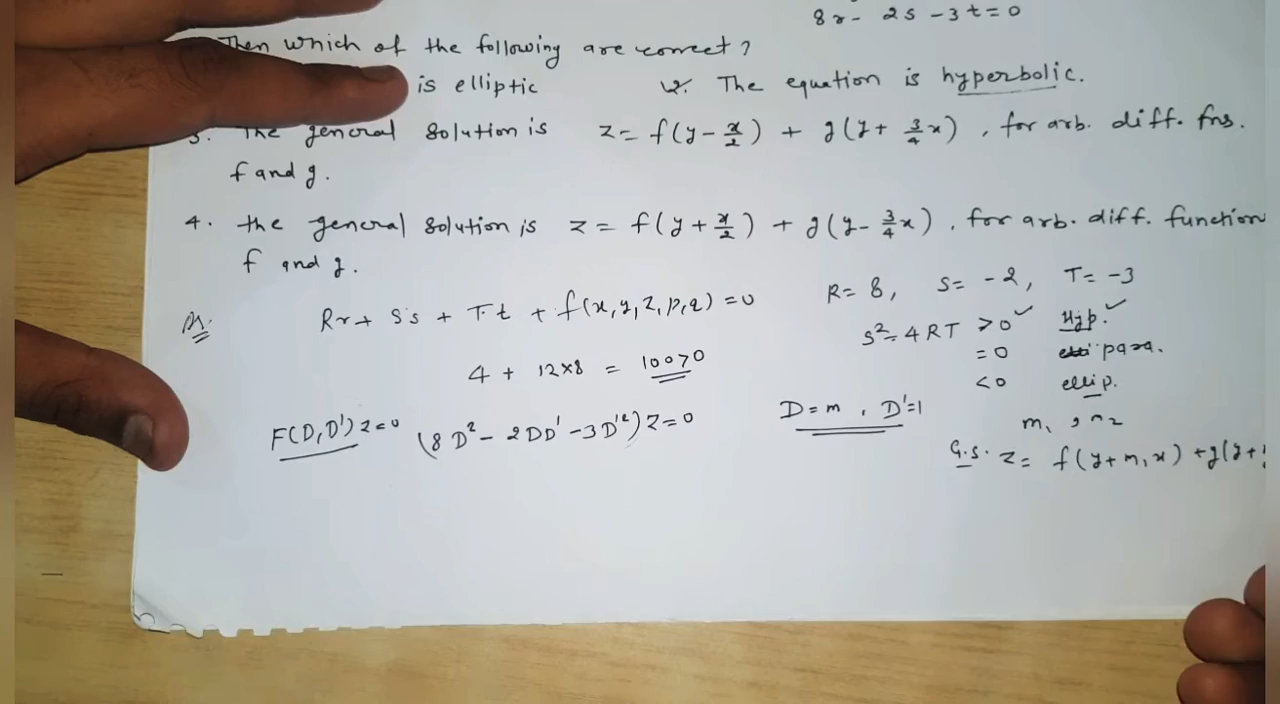 8r - 2s - 3t = 0
Then which of the following are correct?
is elliptic 2. The equation is hyperbolic.
3. The general solution is z = f(y - x/2) + g(y + 3/4 x), for arb. diff. fns.
f and g.
4. the general solution is z = f(y + x/2) + g(y - 3/4 x), for arb. diff. function
f and g.
Rr + Ss + Tt + f(x,y,z,p,q) = 0 R = 8, S = -2, T = -3
S² - 4RT > 0 ✓ Hyp. ✓
4 + 12×8 = 100 > 0 = 0 para.
< 0 ellip.
F(D,D')z = 0 (8D² - 2DD' - 3D'²)z = 0 D = m, D' = 1
m₁, m₂
G.S. z = f(y + m₁x) + g(y +